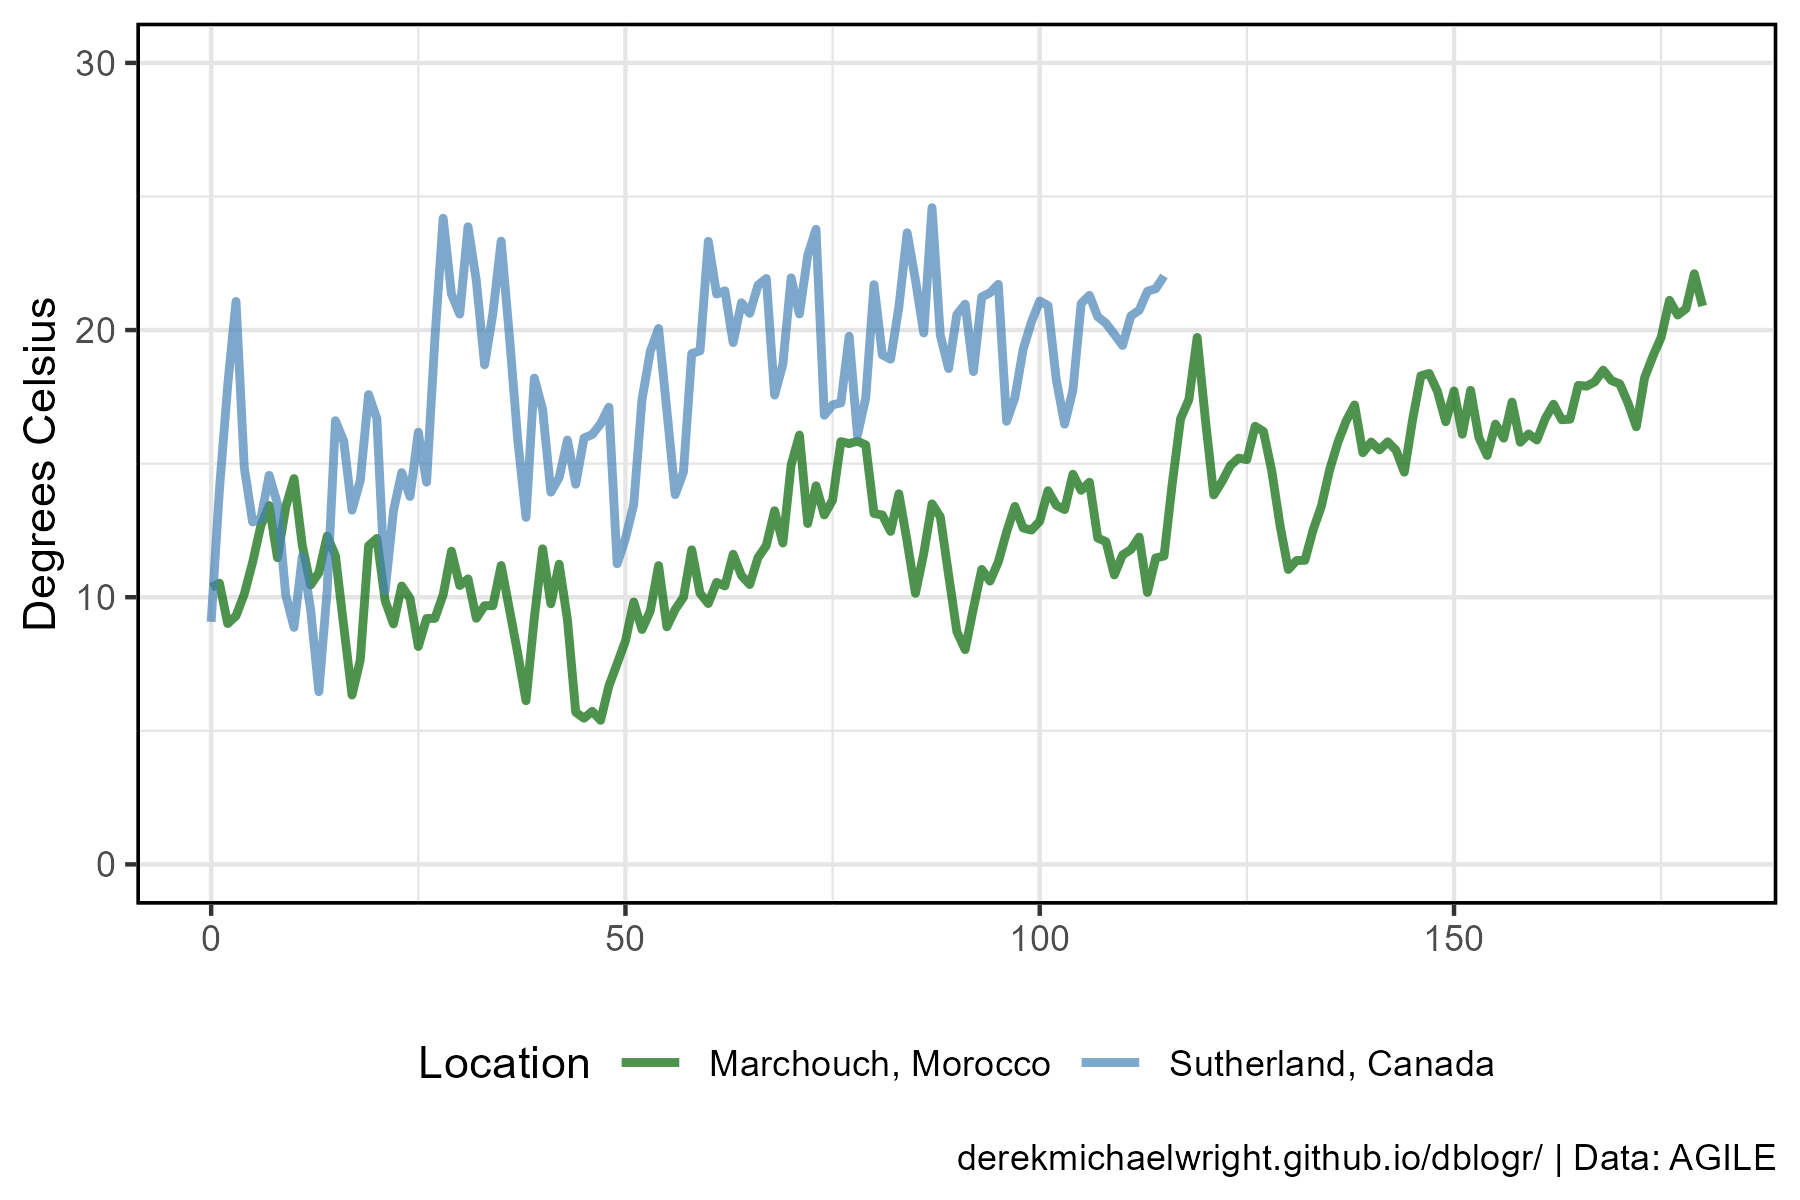 Degrees Celsius
30
20
10
0
0 50 100 150
Location Marchouch, Morocco Sutherland, Canada
derekmichaelwright.github.io/dblogr/ | Data: AGILE